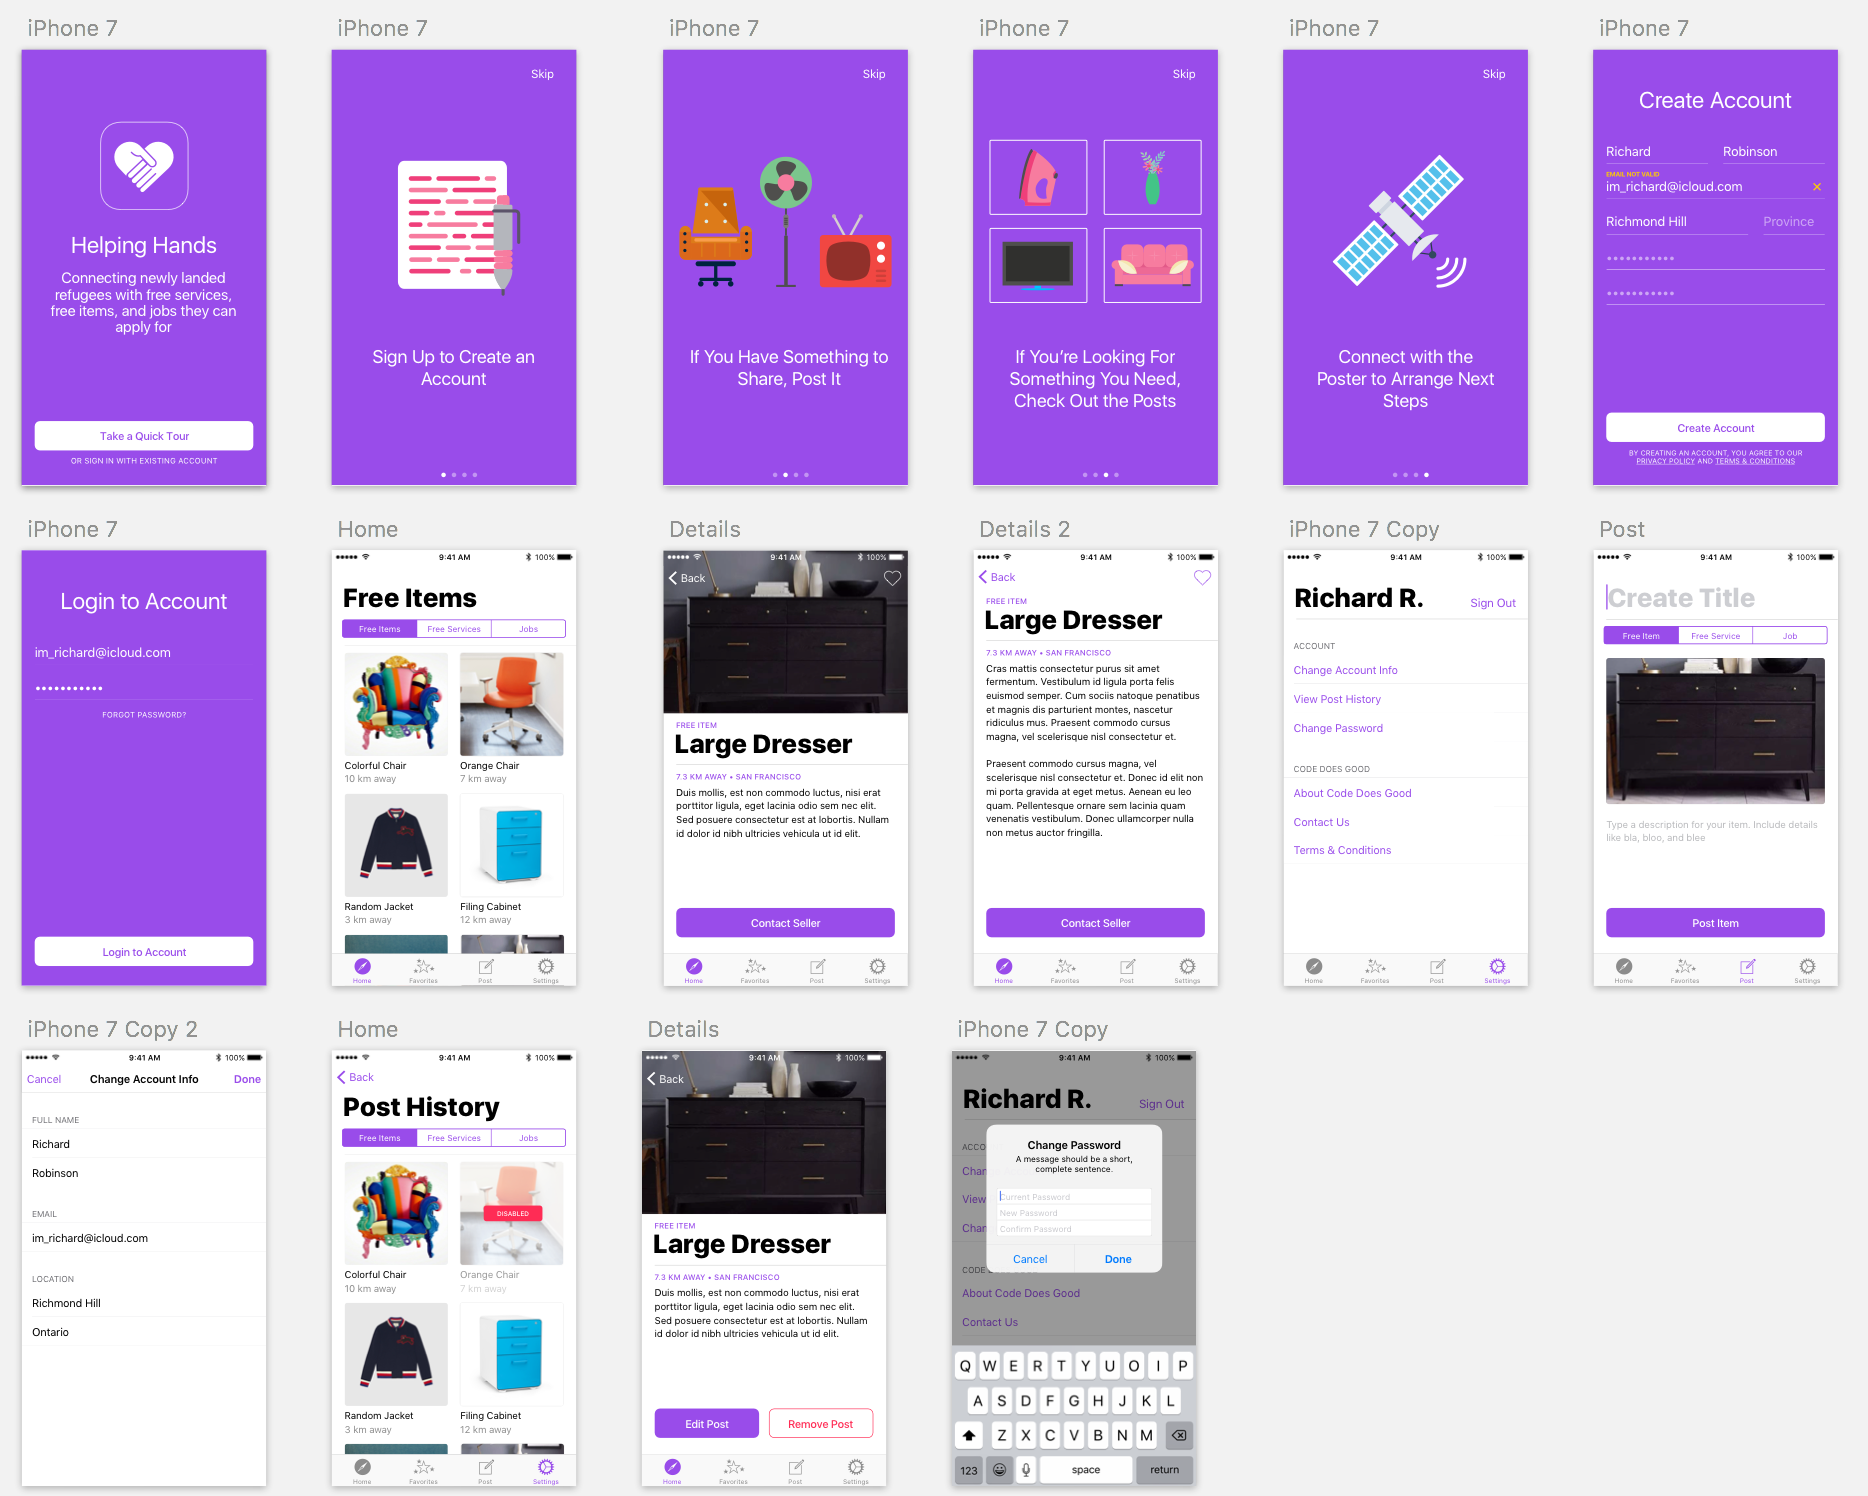 iPhone 7
Helping Hands
Connecting newly landed
refugees with free services,
free items, and jobs they can
apply for
Take a Quick Tour
OR SIGN IN WITH EXISTING ACCOUNT
iPhone 7
Skip
Sign Up to Create an
Account
iPhone 7
Skip
If You Have Something to
Share, Post It
iPhone 7
Skip
If You're Looking For
Something You Need,
Check Out the Posts
iPhone 7
Skip
Connect with the
Poster to Arrange Next
Steps
iPhone 7
Create Account
Richard Robinson
EMAIL NOT VALID
im_richard@icloud.com
Richmond Hill Province
Create Account
BY CREATING AN ACCOUNT, YOU AGREE TO OUR
PRIVACY POLICY AND TERMS & CONDITIONS
iPhone 7
Login to Account
im_richard@icloud.com
FORGOT PASSWORD?
Login to Account
Home
9:41 AM 100%
Free Items
Free Items Free Services Jobs
Colorful Chair Orange Chair
10 km away 7 km away
Random Jacket Filing Cabinet
3 km away 12 km away
Home Favorites Post Settings
Details
9:41 AM 100%
Back
FREE ITEM
Large Dresser
7.3 KM AWAY • SAN FRANCISCO
Duis mollis, est non commodo luctus, nisi erat
porttitor ligula, eget lacinia odio sem nec elit.
Sed posuere consectetur est at lobortis. Nullam
id dolor id nibh ultricies vehicula ut id elit.
Contact Seller
Home Favorites Post Settings
Details 2
9:41 AM 100%
Back
FREE ITEM
Large Dresser
7.3 KM AWAY • SAN FRANCISCO
Cras mattis consectetur purus sit amet
fermentum. Vestibulum id ligula porta felis
euismod semper. Cum sociis natoque penatibus
et magnis dis parturient montes, nascetur
ridiculus mus. Praesent commodo cursus
magna, vel scelerisque nisl consectetur et.
Praesent commodo cursus magna, vel
scelerisque nisl consectetur et. Donec id elit non
mi porta gravida at eget metus. Aenean eu leo
quam. Pellentesque ornare sem lacinia quam
venenatis vestibulum. Donec ullamcorper nulla
non metus auctor fringilla.
Contact Seller
Home Favorites Post Settings
iPhone 7 Copy
9:41 AM 100%
Richard R. Sign Out
ACCOUNT
Change Account Info
View Post History
Change Password
CODE DOES GOOD
About Code Does Good
Contact Us
Terms & Conditions
Home Favorites Post Settings
Post
9:41 AM 100%
Create Title
Free Item Free Service Job
Type a description for your item. Include details
like bla, bloo, and blee
Post Item
Home Favorites Post Settings
iPhone 7 Copy 2
9:41 AM 100%
Cancel Change Account Info Done
FULL NAME
Richard
Robinson
EMAIL
im_richard@icloud.com
LOCATION
Richmond Hill
Ontario
Home
9:41 AM 100%
Back
Post History
Free Items Free Services Jobs
DISABLED
Colorful Chair Orange Chair
10 km away 7 km away
Random Jacket Filing Cabinet
3 km away 12 km away
Home Favorites Post Settings
Details
9:41 AM 100%
Back
FREE ITEM
Large Dresser
7.3 KM AWAY • SAN FRANCISCO
Duis mollis, est non commodo luctus, nisi erat
porttitor ligula, eget lacinia odio sem nec elit.
Sed posuere consectetur est at lobortis. Nullam
id dolor id nibh ultricies vehicula ut id elit.
Edit Post Remove Post
Home Favorites Post Settings
iPhone 7 Copy
9:41 AM 100%
Richard R. Sign Out
ACCO
Chan
View
Chan
CODE
About Code Does Good
Contact Us
Change Password
A message should be a short,
complete sentence.
Current Password
New Password
Confirm Password
Cancel Done
Q W E R T Y U O I P
A S D F G H J K L
Z X C V B N M
123 space return